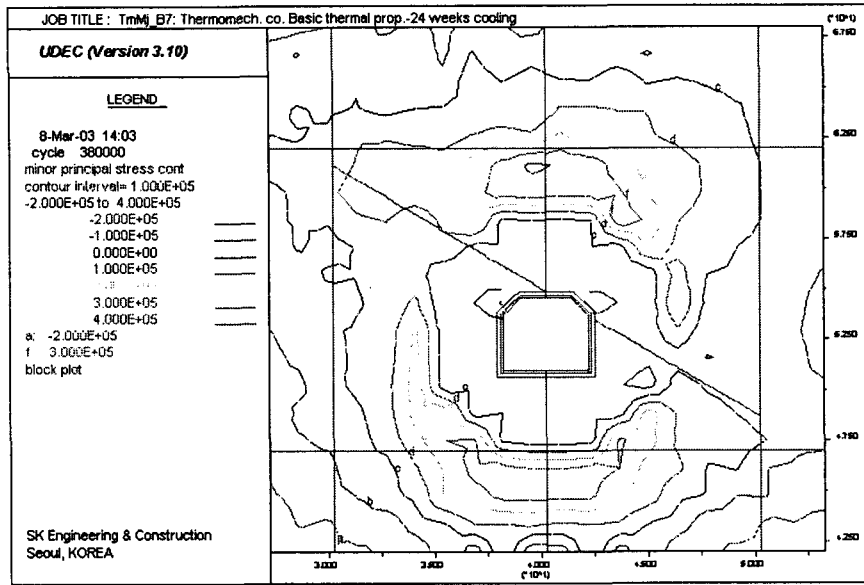 JOB TITLE : TmMj_B7: Thermomech. co. Basic thermal prop.-24 weeks cooling
(*10^1)
UDEC (Version 3.10)
LEGEND
8-Mar-03 14:03
cycle 380000
minor principal stress cont
contour interval= 1.000E+05
-2.000E+05 to 4.000E+05
-2.000E+05
-1.000E+05
0.000E+00
1.000E+05
3.000E+05
4.000E+05
a: -2.000E+05
f 3.000E+05
block plot
SK Engineering & Construction
Seoul, KOREA
6.750
6.250
5.750
5.250
4.750
4.250
3.000
3.500
4.000
4.500
5.000
(*10^1)
c
d
b